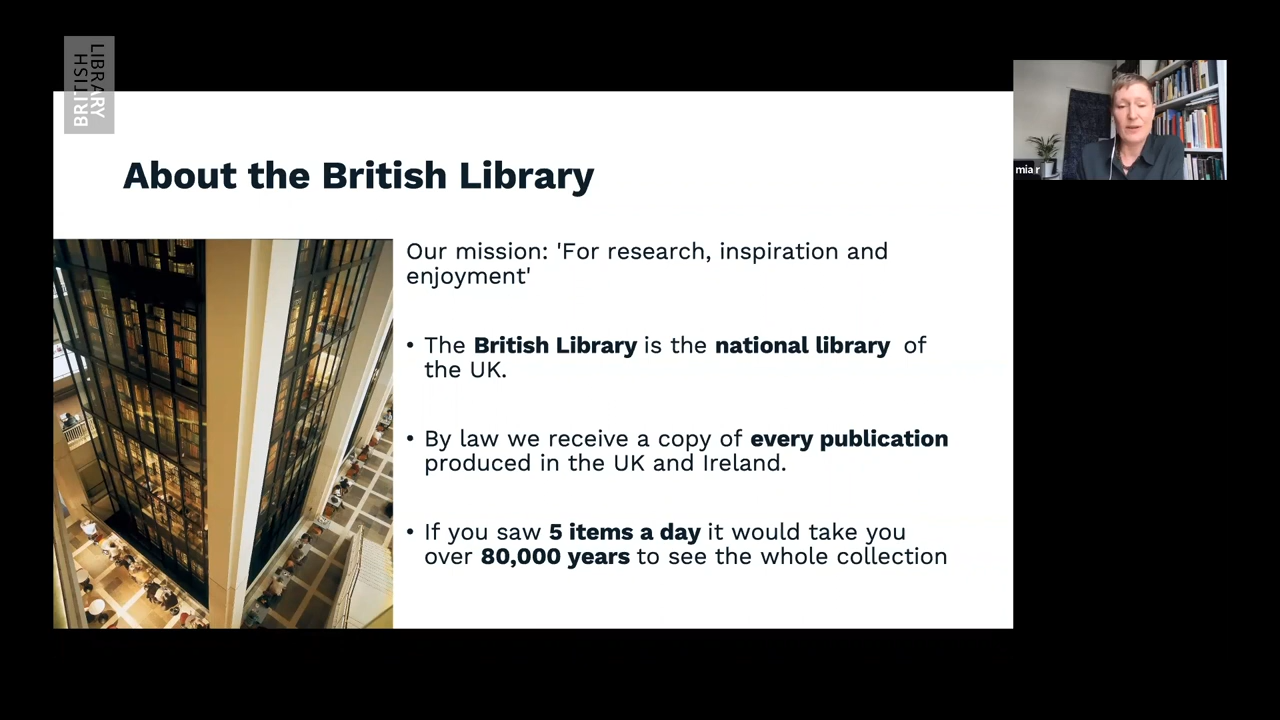 BRITISH
LIBRARY
About the British Library
Our mission: 'For research, inspiration and
enjoyment'
• The British Library is the national library of
the UK.
• By law we receive a copy of every publication
produced in the UK and Ireland.
• If you saw 5 items a day it would take you
over 80,000 years to see the whole collection
mia r